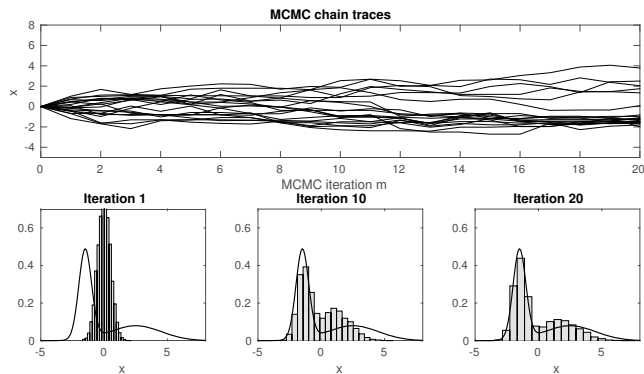 MCMC chain traces
8
6
4
2
0
-2
-4
x
0 2 4 6 8 10 12 14 16 18 20
MCMC iteration m
Iteration 1 Iteration 10 Iteration 20
0.6 0.6 0.6
0.4 0.4 0.4
0.2 0.2 0.2
0 0 0
-5 0 5 -5 0 5 -5 0 5
x x x